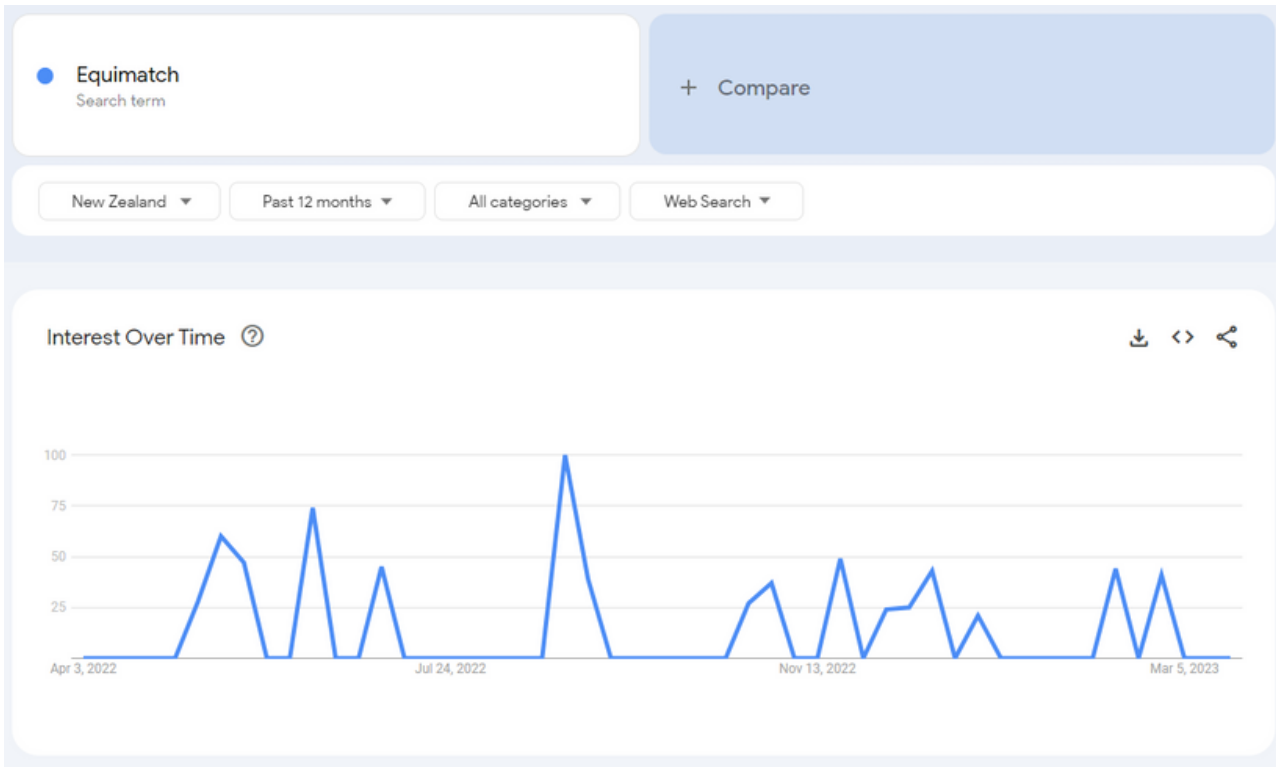 Equimatch
Search term
+ Compare
New Zealand
Past 12 months
All categories
Web Search
Interest Over Time
100
75
50
25
Apr 3, 2022
Jul 24, 2022
Nov 13, 2022
Mar 5, 2023